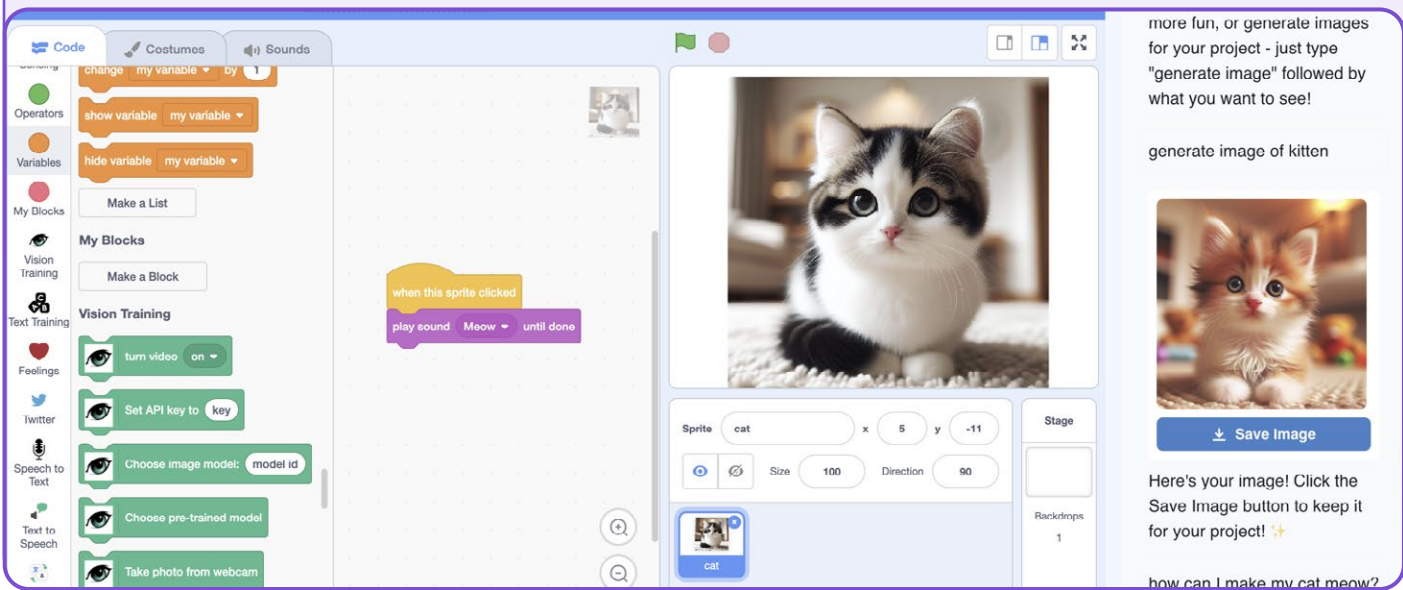 Code
Costumes
Sounds
Sensing
Operators
Variables
My Blocks
Vision
Training
Text Training
Feelings
Twitter
Speech to
Text
Text to
Speech
change my variable by 1
show variable my variable
hide variable my variable
Make a List
My Blocks
Make a Block
Vision Training
turn video on
Set API key to key
Choose image model: model id
Choose pre-trained model
Take photo from webcam
when this sprite clicked
play sound Meow until done
Sprite cat x 5 y -11
Size 100 Direction 90
cat
Stage
Backdrops
1
more fun, or generate images
for your project - just type
"generate image" followed by
what you want to see!
generate image of kitten
Save Image
Here's your image! Click the
Save Image button to keep it
for your project! ✨
how can I make my cat meow?